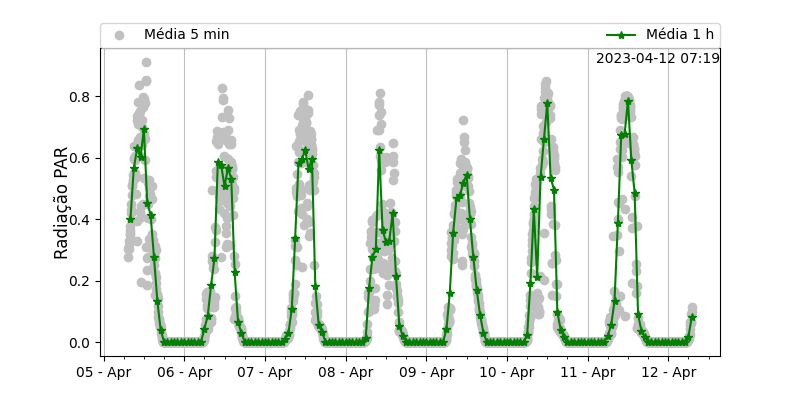 Média 5 min
Média 1 h
2023-04-12 07:19
Radiação PAR
0.8
0.6
0.4
0.2
0.0
05 - Apr
06 - Apr
07 - Apr
08 - Apr
09 - Apr
10 - Apr
11 - Apr
12 - Apr